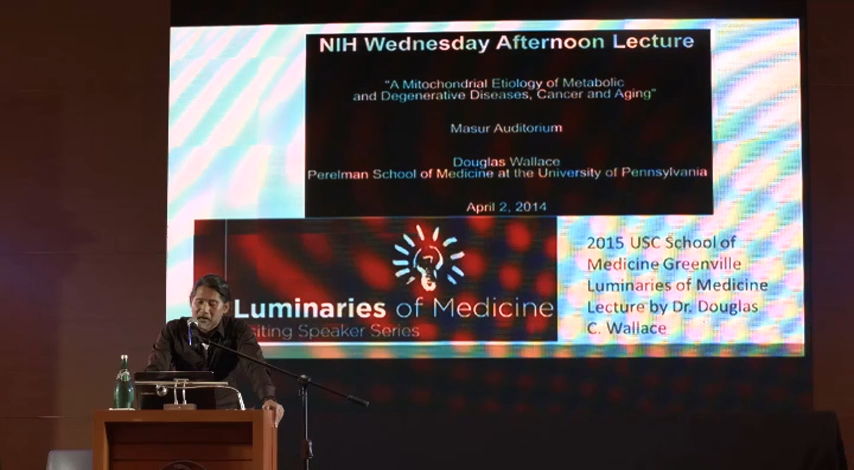 NIH Wednesday Afternoon Lecture
"A Mitochondrial Etiology of Metabolic
and Degenerative Diseases, Cancer and Aging"
Masur Auditorium
Douglas Wallace
Perelman School of Medicine at the University of Pennsylvania
April 2, 2014
Luminaries of Medicine
isiting Speaker Series
2015 USC School of
Medicine Greenville
Luminaries of Medicine
Lecture by Dr. Douglas
C. Wallace